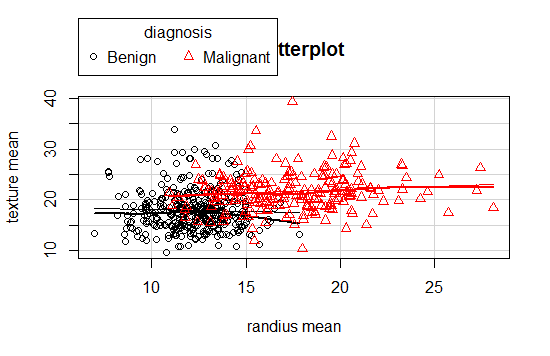 diagnosis
Benign Malignant
tterplot
texture mean
40
30
20
10
10 15 20 25
randius mean